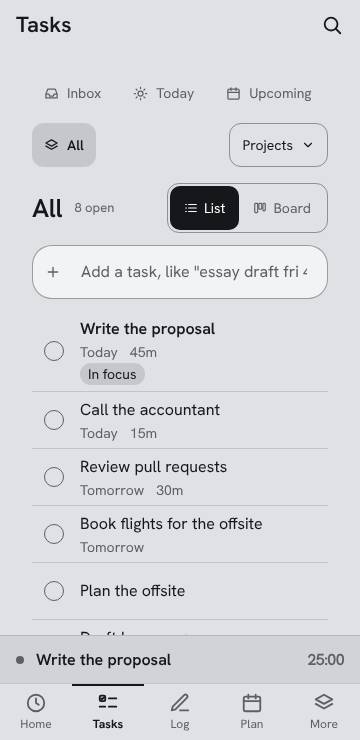 Tasks
Inbox
Today
Upcoming
All
Projects
All
8 open
List
Board
Add a task, like "essay draft fri
Write the proposal
Today 45m
In focus
Call the accountant
Today 15m
Review pull requests
Tomorrow 30m
Book flights for the offsite
Tomorrow
Plan the offsite
Write the proposal
25:00
Home
Tasks
Log
Plan
More